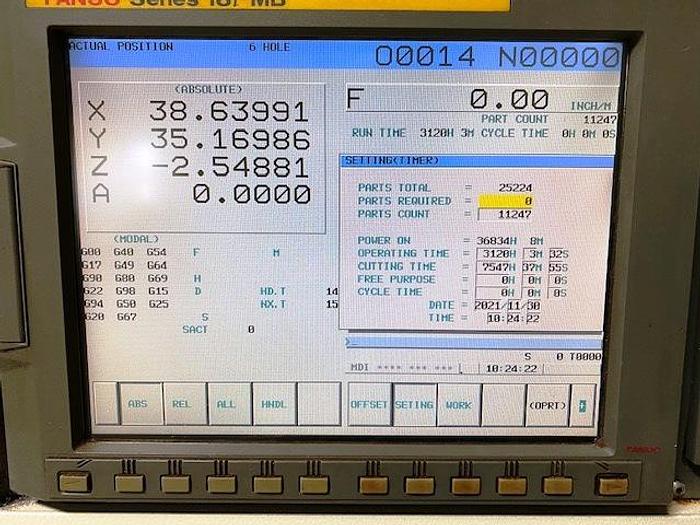 FANUC Series 18i-MB
ACTUAL POSITION 6 HOLE O0014 N00000
(ABSOLUTE)
X 38.63991
Y 35.16986
Z -2.54881
A 0.0000
F 0.00 INCH/M
PART COUNT 11247
RUN TIME 3120H 3M CYCLE TIME 0H 0M 0S
SETTING(TIMER)
PARTS TOTAL = 25224
PARTS REQUIRED = 0
PARTS COUNT = 11247
POWER ON = 36834H 8M
OPERATING TIME = 3120H 3M 32S
CUTTING TIME = 7547H 37M 55S
FREE PURPOSE = 0H 0M 0S
CYCLE TIME = 0H 0M 0S
DATE = 2021/11/30
TIME = 10:24:22
(MODAL)
G00 G40 G54 F M
G17 G49 G64
G90 G80 G69 H
G22 G98 G15 D HD.T 14
G94 G50 G25 NX.T 15
G20 G67 S
SACT 0
>_
S 0 T0000
MDI **** *** *** 10:24:22
ABS REL ALL HNDL OFFSET SETING WORK (OPRT)
FANUC